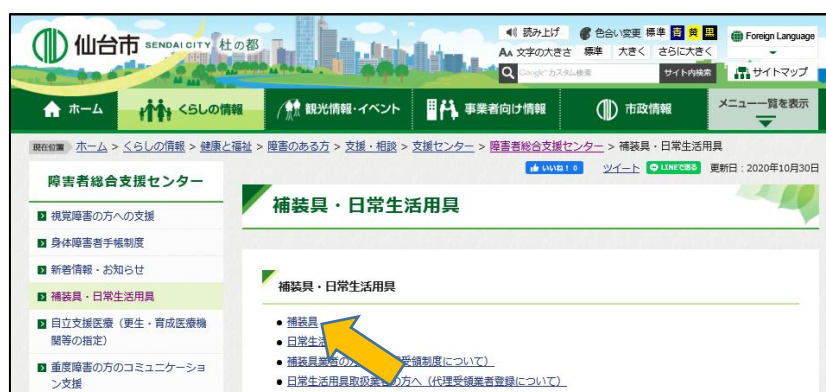 仙台市 SENDAI CITY 杜の都
読み上げ 色合い変更 標準 青 黄 黒 Foreign Language
AA 文字の大きさ 標準 大きく さらに大きく
Google カスタム検索 サイト内検索 サイトマップ
ホーム くらしの情報 観光情報・イベント 事業者向け情報 市政情報 メニュー一覧を表示
現在位置 ホーム > くらしの情報 > 健康と福祉 > 障害のある方 > 支援・相談 > 支援センター > 障害者総合支援センター > 補装具・日常生活用具
いいね！ 0 ツイート LINEで送る 更新日：2020年10月30日
障害者総合支援センター
視覚障害の方への支援
身体障害者手帳制度
新着情報・お知らせ
補装具・日常生活用具
自立支援医療（更生・育成医療機
関等の指定）
重度障害の方のコミュニケーショ
ン支援
補装具・日常生活用具
補装具・日常生活用具
補装具
日常生
補装具業者の方 受領制度について）
日常生活用具取扱業者の方へ（代理受領業者登録について）